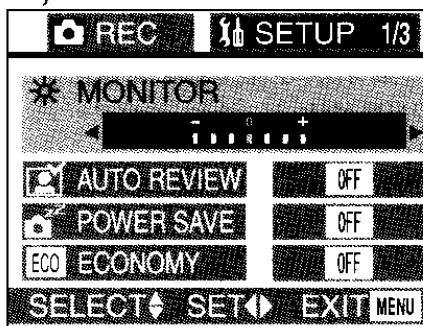 REC SETUP 1/3
MONITOR
- 0 +
AUTO REVIEW OFF
POWER SAVE OFF
ECO ECONOMY OFF
SELECT SET EXIT MENU